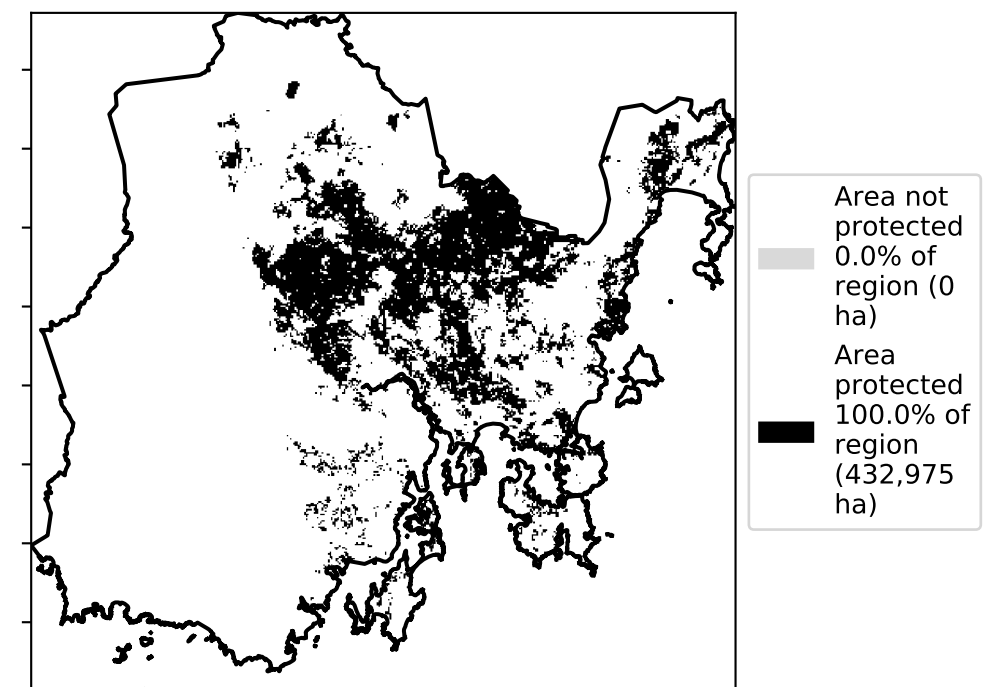 Area not
protected
0.0% of
region (0
ha)
Area
protected
100.0% of
region
(432,975
ha)